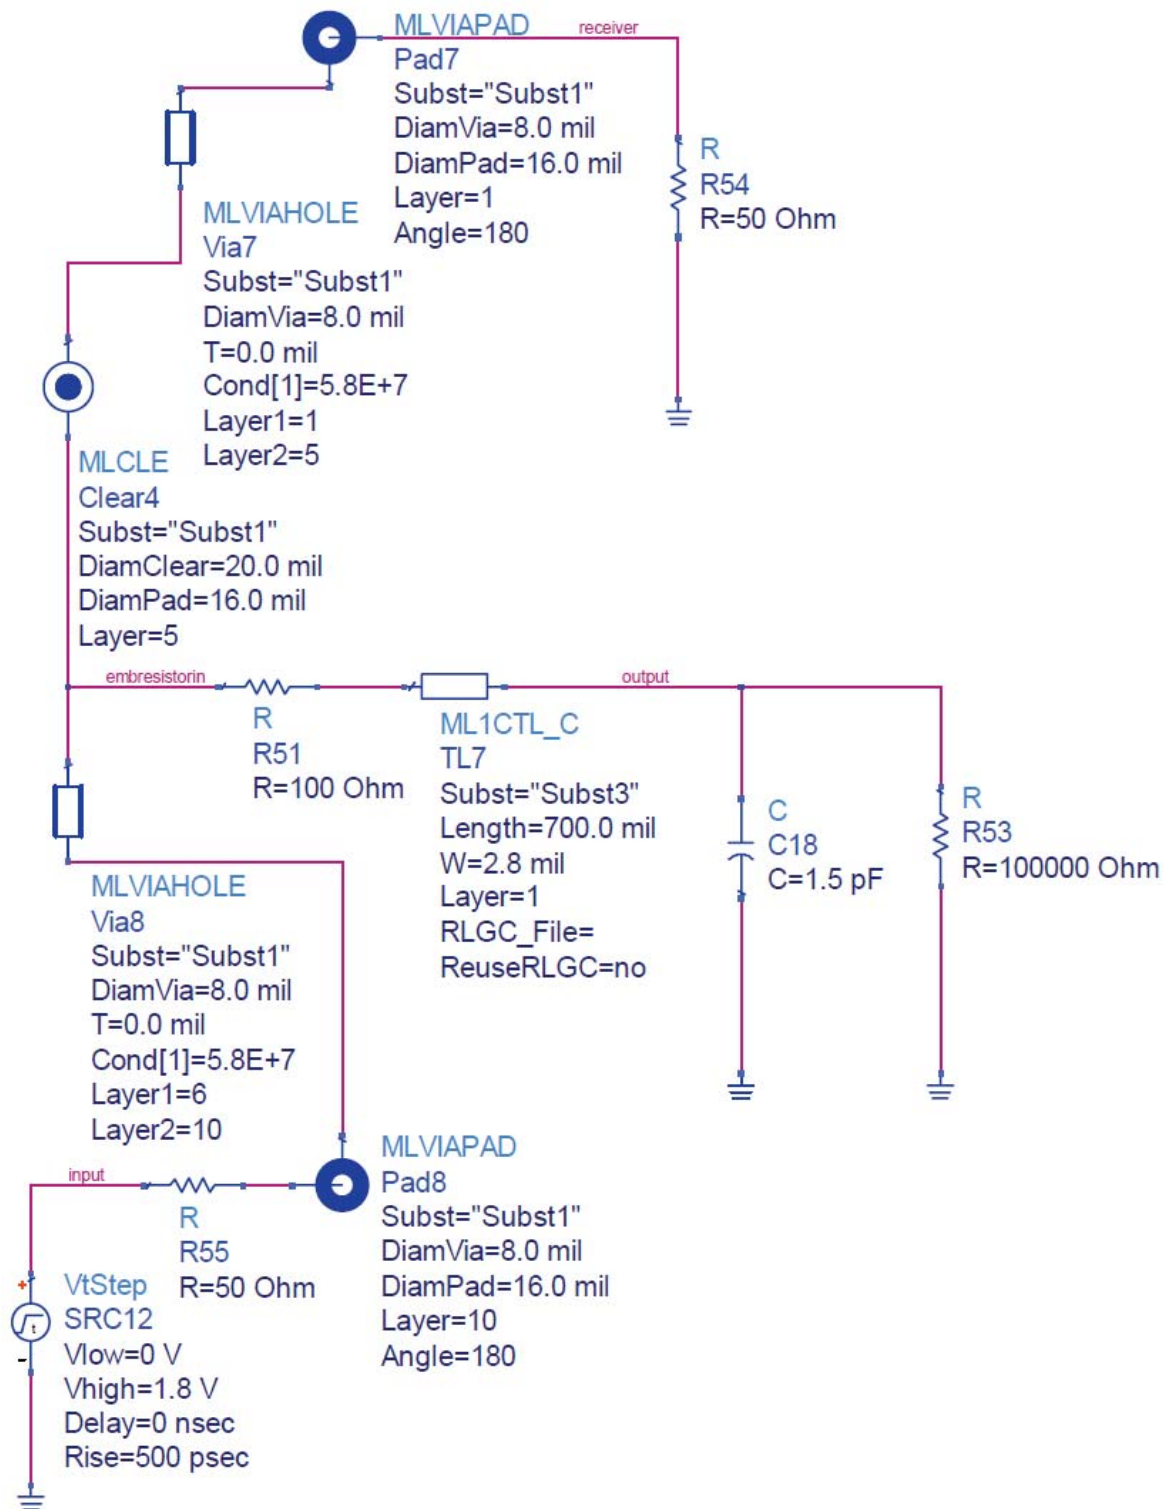 MLVIAPAD
Pad7
Subst="Subst1"
DiamVia=8.0 mil
DiamPad=16.0 mil
Layer=1
Angle=180
receiver
R
R54
R=50 Ohm
MLVIAHOLE
Via7
Subst="Subst1"
DiamVia=8.0 mil
T=0.0 mil
Cond[1]=5.8E+7
Layer1=1
Layer2=5
MLCLE
Clear4
Subst="Subst1"
DiamClear=20.0 mil
DiamPad=16.0 mil
Layer=5
embresistorin
R
R51
R=100 Ohm
ML1CTL_C
TL7
Subst="Subst3"
Length=700.0 mil
W=2.8 mil
Layer=1
RLGC_File=
ReuseRLGC=no
output
C
C18
C=1.5 pF
R
R53
R=100000 Ohm
MLVIAHOLE
Via8
Subst="Subst1"
DiamVia=8.0 mil
T=0.0 mil
Cond[1]=5.8E+7
Layer1=6
Layer2=10
MLVIAPAD
Pad8
Subst="Subst1"
DiamVia=8.0 mil
DiamPad=16.0 mil
Layer=10
Angle=180
input
R
R55
R=50 Ohm
+
t
-
VtStep
SRC12
Vlow=0 V
Vhigh=1.8 V
Delay=0 nsec
Rise=500 psec